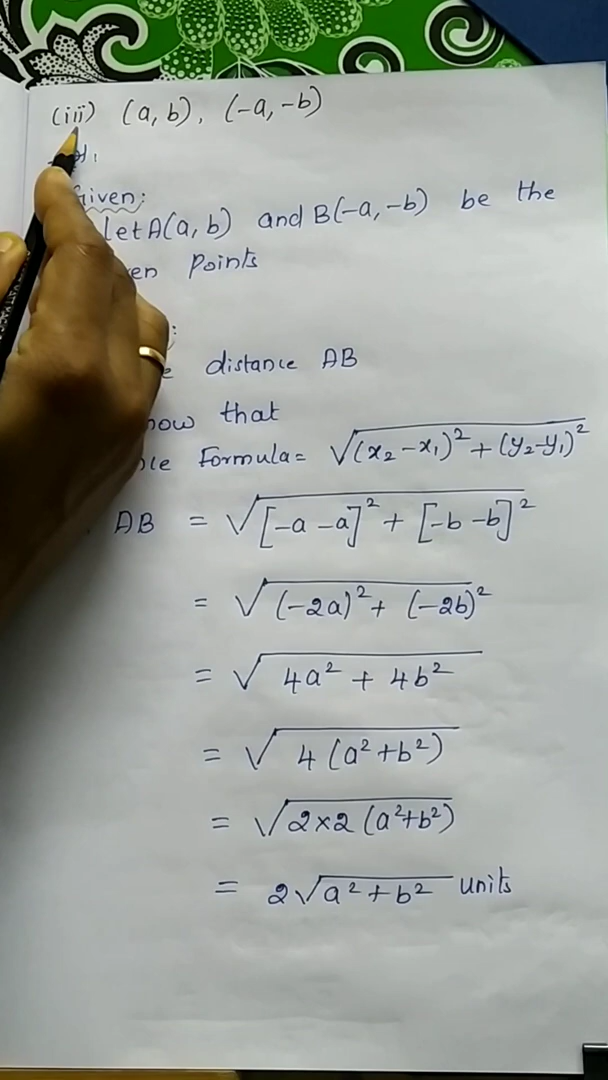 (iii) (a, b), (-a, -b)
Given:
Let A(a, b) and B(-a, -b) be the
Points
distance AB
that
Formula = √(x₂-x₁)² + (y₂-y₁)²
AB = √[-a -a]² + [-b -b]²
= √(-2a)² + (-2b)²
= √4a² + 4b²
= √4 (a²+b²)
= √2×2 (a²+b²)
= 2√a²+b² units